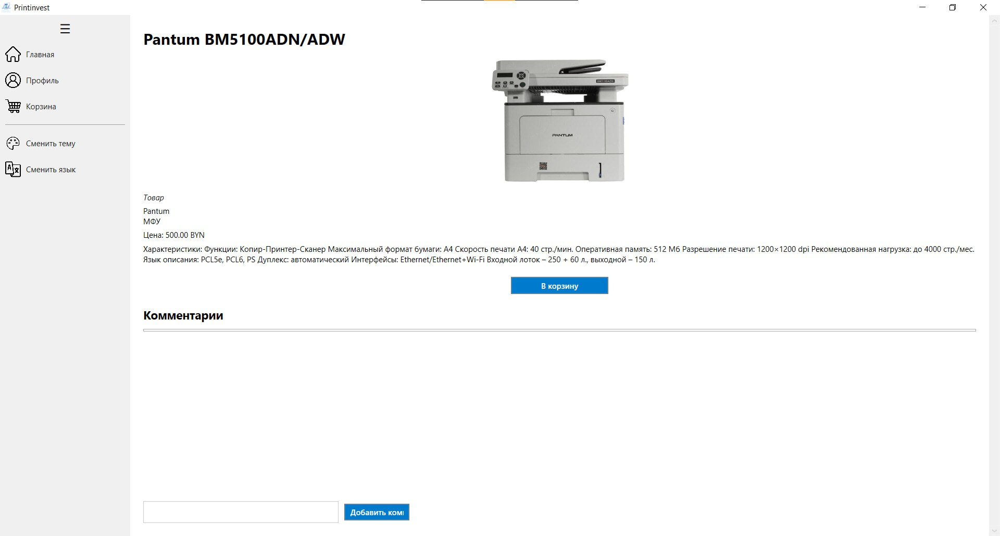 Printinvest
Главная
Профиль
Корзина
Сменить тему
Сменить язык
Pantum BM5100ADN/ADW
BM5100ADN
PANTUM
Товар
Pantum
МФУ
Цена: 500.00 BYN
Характеристики: Функции: Копир-Принтер-Сканер Максимальный формат бумаги: А4 Скорость печати А4: 40 стр./мин. Оперативная память: 512 Мб Разрешение печати: 1200×1200 dpi Рекомендованная нагрузка: до 4000 стр./мес.
Язык описания: PCL5e, PCL6, PS Дуплекс: автоматический Интерфейсы: Ethernet/Ethernet+Wi-Fi Входной лоток – 250 + 60 л., выходной – 150 л.
В корзину
Комментарии
Добавить ком